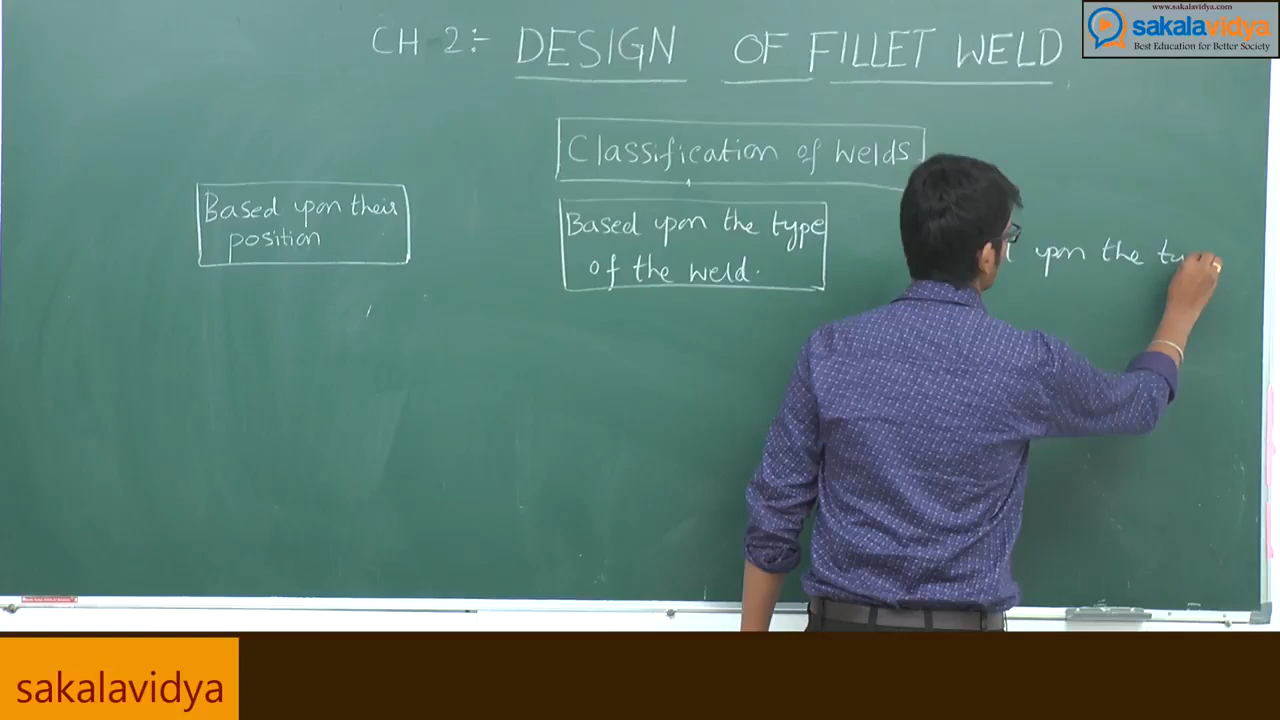 www.sakalavidya.com
sakalavidya
Best Education for Better Society
CH-2:- DESIGN OF FILLET WELD
Classification of welds
Based upon their
position
Based upon the type
of the weld.
upon the
sakalavidya